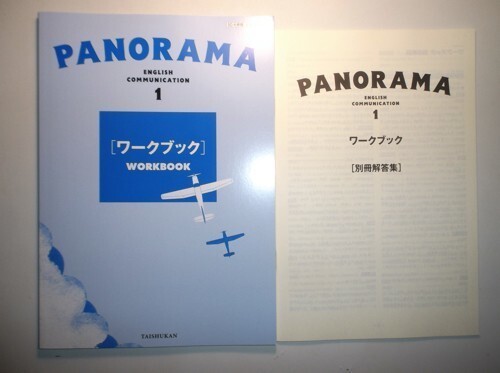 PANORAMA
ENGLISH
COMMUNICATION
1
[ワークブック]
WORKBOOK
TAISHUKAN
PANORAMA
ENGLISH
COMMUNICATION
1
ワークブック
[別冊解答集]